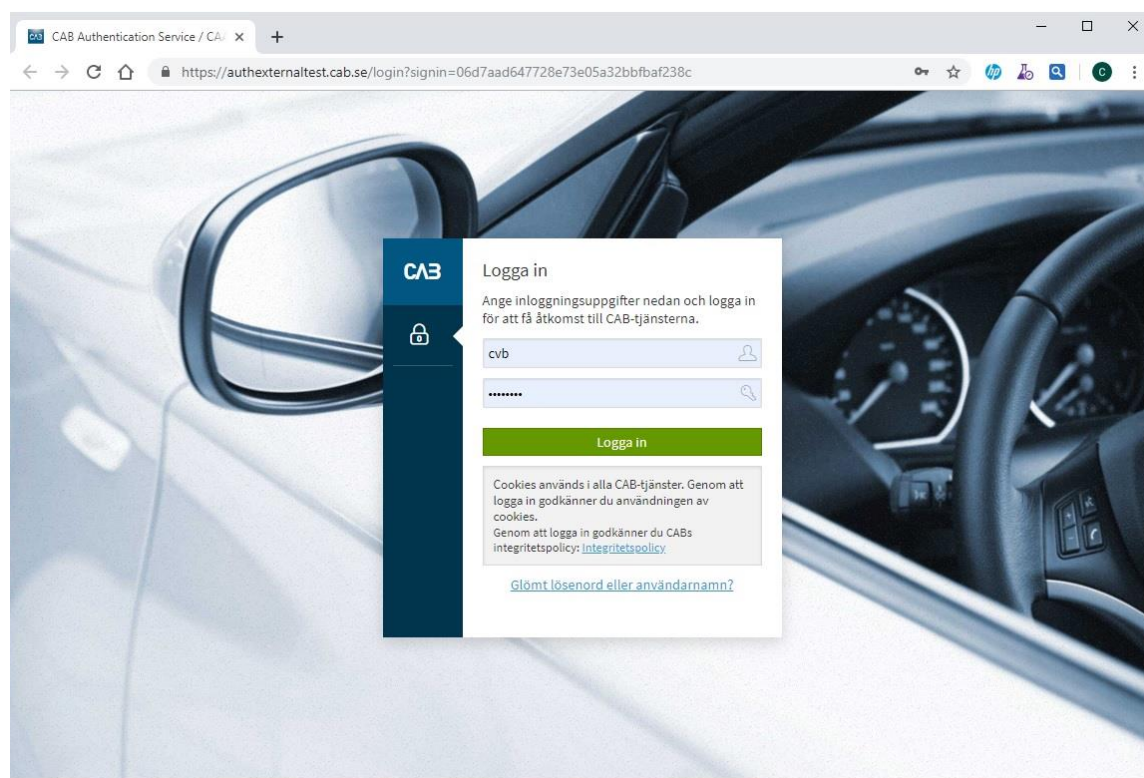 CAB Authentication Service / CA
https://authexternaltest.cab.se/login?signin=06d7aad647728e73e05a32bbfbaf238c
hp
C
CAB
Logga in
Ange inloggningsuppgifter nedan och logga in
för att få åtkomst till CAB-tjänsterna.
cvb
••••••••
Logga in
Cookies används i alla CAB-tjänster. Genom att
logga in godkänner du användningen av
cookies.
Genom att logga in godkänner du CABs
integritetspolicy: Integritetspolicy
Glömt lösenord eller användarnamn?